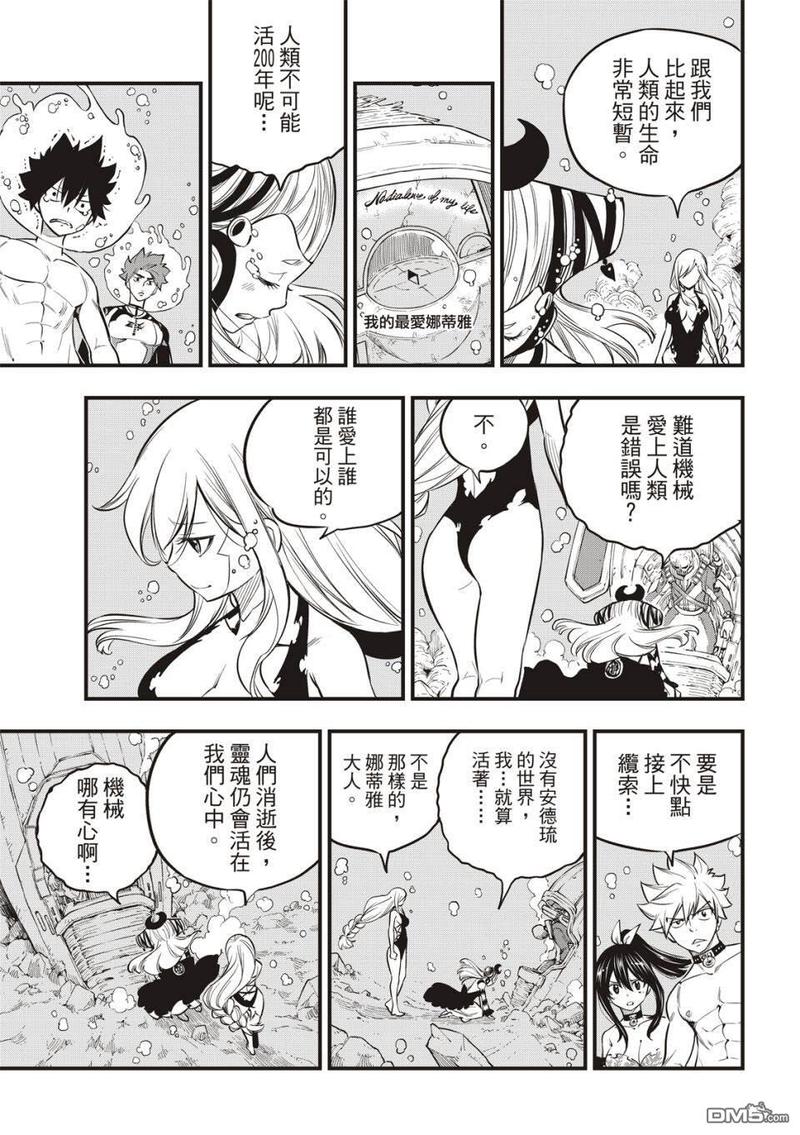 跟我們
比起來，
人類的生命
非常短暫。
Nadia love of my life
我的最愛娜蒂雅
人類不可能
活200年呢…
難道機械
愛上人類
是錯誤嗎？
不。
誰愛上誰
都是可以的。
要是
不快點
接上
纜索…
沒有安德琉
的世界，
我……就算
活著……
不是
那樣的，
娜蒂雅
大人。
人們消逝後，
靈魂仍會活在
我們心中。
機械
哪有心啊…
DM5.com